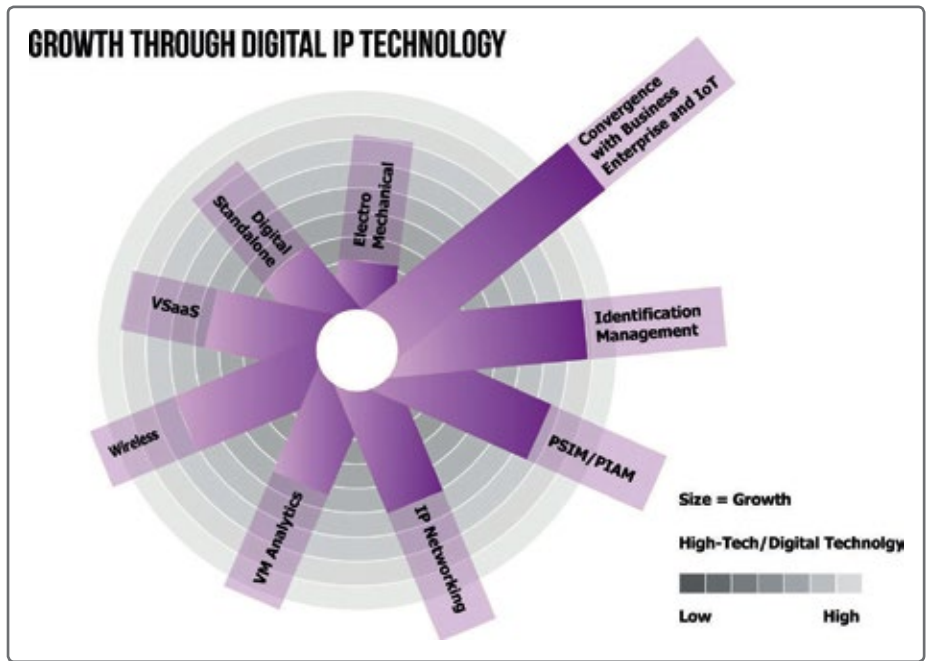 GROWTH THROUGH DIGITAL IP TECHNOLOGY
Convergence
with Business
Enterprise and IoT
Electro
Mechanical
Digital
Standalone
VSaaS
Identification
Management
Wireless
PSIM/PIAM
VM Analytics
IP Networking
Size = Growth
High-Tech/Digital Technolgy
Low
High